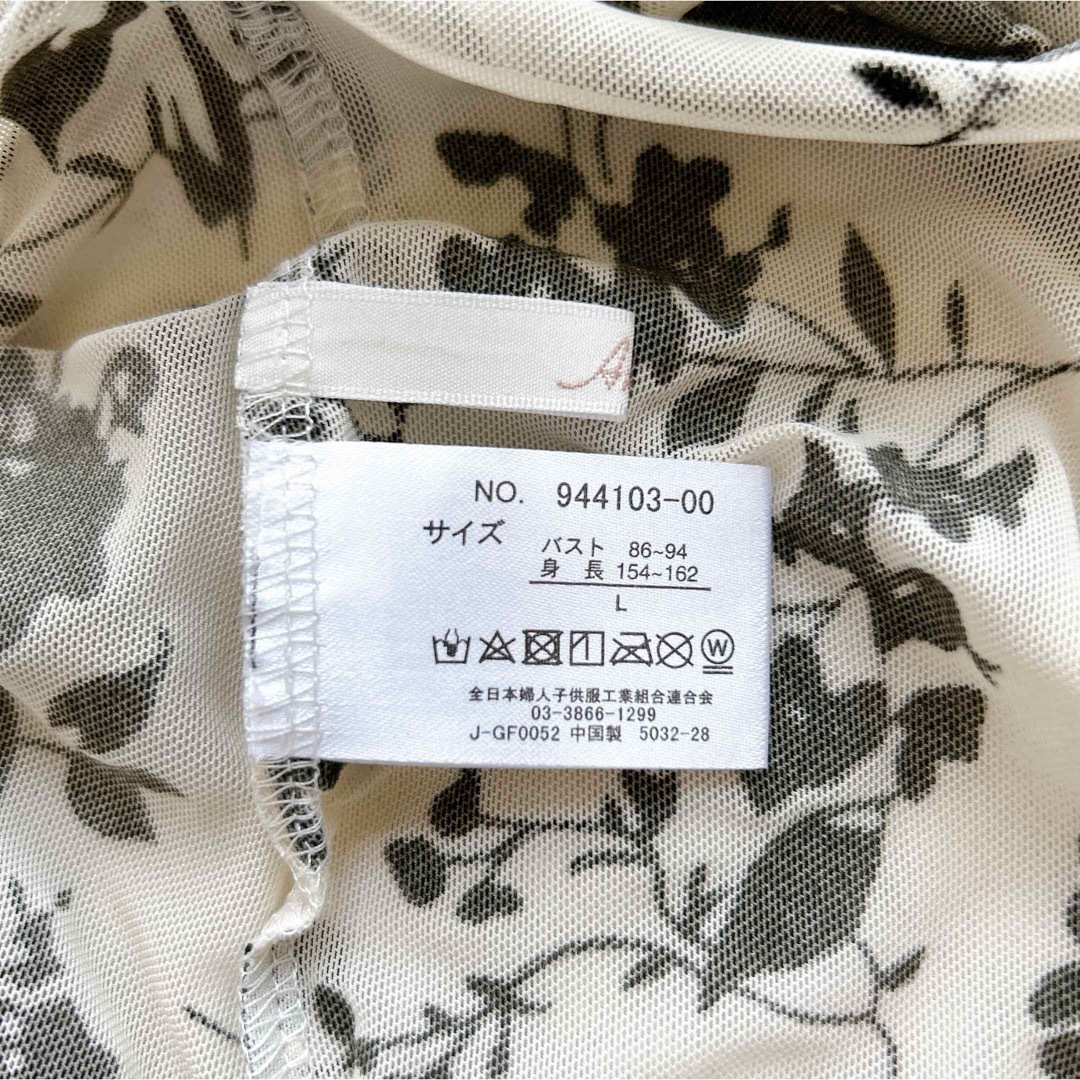 NO. 944103-00
サイズ
バスト 86~94
身 長 154~162
L
W
全日本婦人子供服工業組合連合会
03-3866-1299
J-GF0052 中国製 5032-28